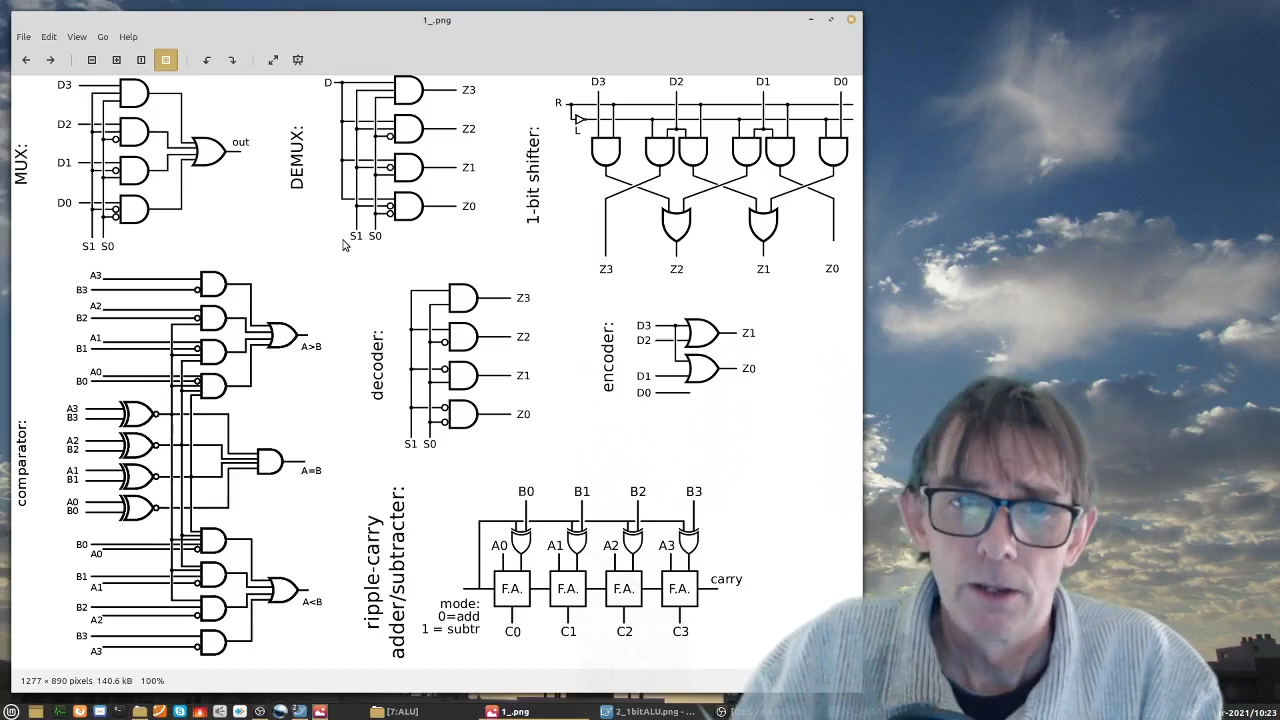 1_.png
File Edit View Go Help
MUX:
D3
D2
D1
D0
out
S1 S0
DEMUX:
D
Z3
Z2
Z1
Z0
S1 S0
1-bit shifter:
D3 D2 D1 D0
R
L
Z3 Z2 Z1 Z0
comparator:
A3
B3
A2
B2
A1
B1
A0
B0
A>B
A3
B3
A2
B2
A1
B1
A0
B0
A=B
B0
A0
B1
A1
B2
A2
B3
A3
A<B
decoder:
Z3
Z2
Z1
Z0
S1 S0
encoder:
D3
D2
D1
D0
Z1
Z0
ripple-carry
adder/subtracter:
B0 B1 B2 B3
A0 A1 A2 A3
F.A. F.A. F.A. F.A.
carry
mode:
0=add
1 = subtr
C0 C1 C2 C3
1277 × 890 pixels 140.6 kB 100%
[7:ALU]
1_.png
2_1bitALU.png - ...
-2021/10:23